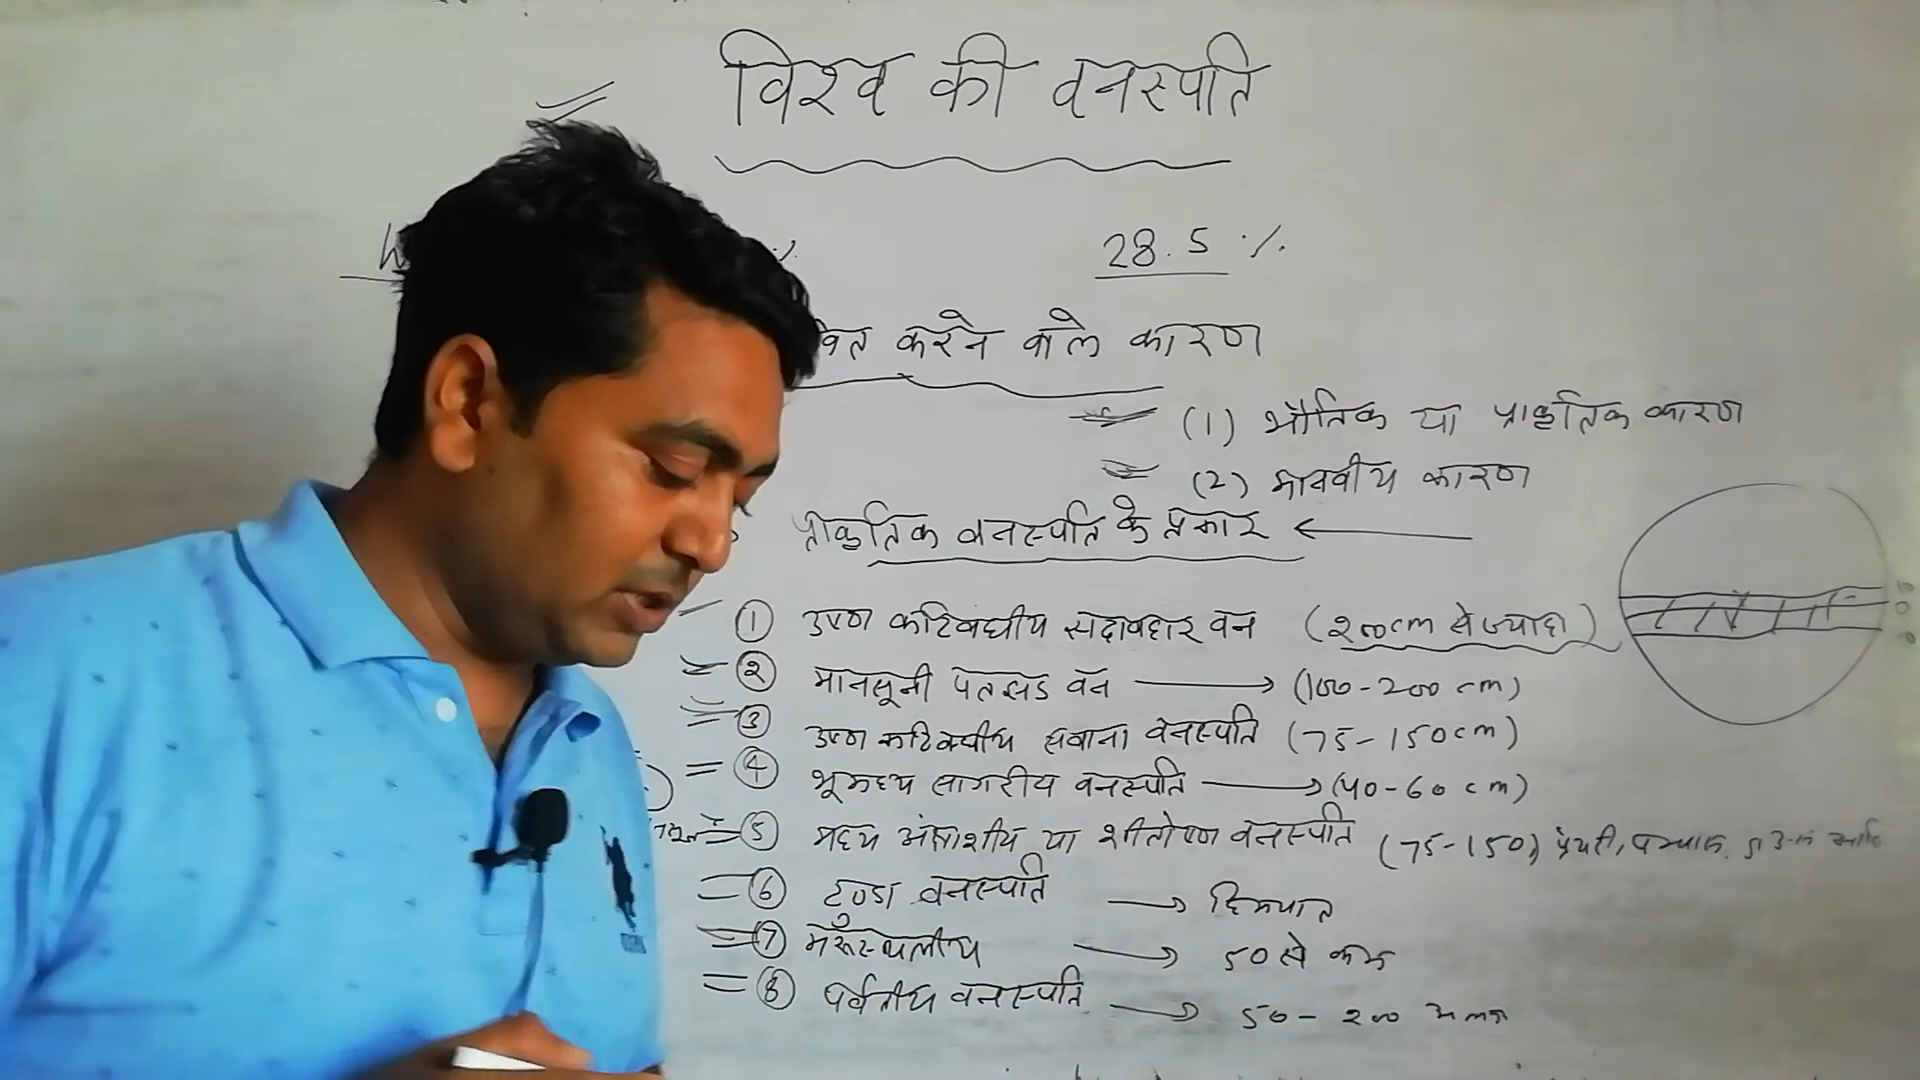 विश्व की वनस्पति
28.5 %
करने वाले कारण
(1) भौतिक या प्राकृतिक कारण
(2) मानवीय कारण
प्राकृतिक वनस्पति के प्रकार
① उष्ण कटिबंधीय सदाबहार वन (200cm से ज्यादा)
② मानसूनी पतझड वन → (100-200 cm)
③ उष्ण कटिबंधीय सवाना वनस्पति (75-150cm)
④ भूमध्य सागरीय वनस्पति → (40-60 cm)
⑤ मध्य अंक्षाशीय या शीतोष्ण वनस्पति (75-150) प्रेयरी, पम्पास,
⑥ टुण्डा वनस्पति → हिमपात
⑦ मरूँस्थलीय → 50 से कम
⑧ पर्वतीय वनस्पति → 50-200